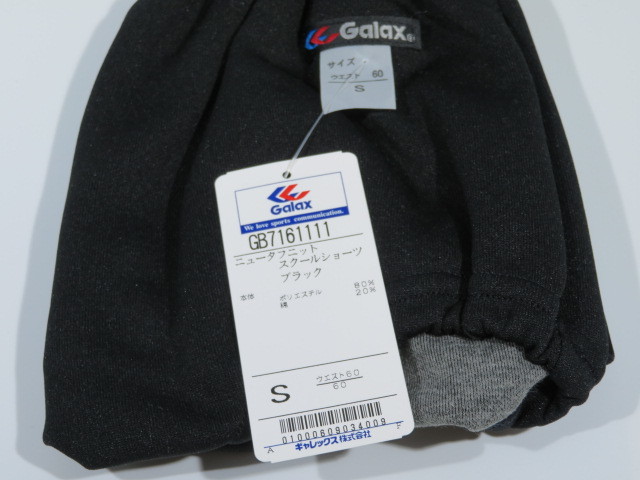 Galax®
サイズ
ウエスト 60
S
Galax
We love sports communication.
GB7161111
ニュータフニット
スクールショーツ
ブラック
本体 ポリエステル 80%
綿 20%
S ウエスト60
60
A 01000609034009 F
ギャレックス株式会社